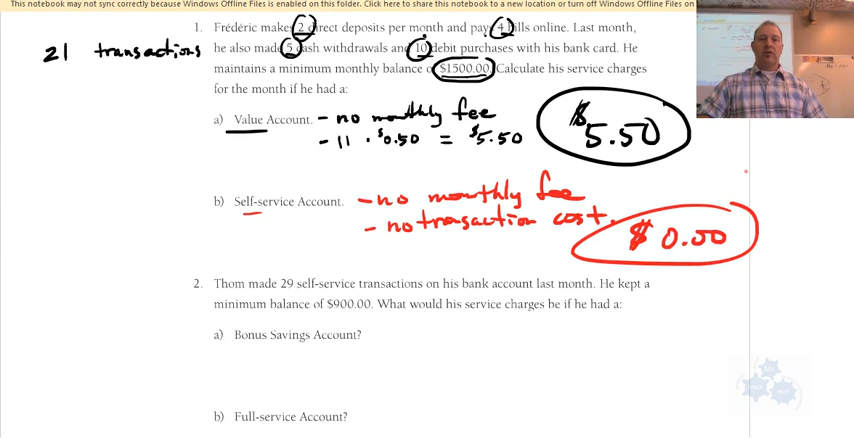 This notebook may not sync correctly because Windows Offline Files is enabled on this folder. Click here to share this notebook to a new location or turn off Windows Offline Files on
1. Frédéric makes 2 direct deposits per month and pays 4 bills online. Last month,
21 transactions he also made 5 cash withdrawals and 10 debit purchases with his bank card. He
maintains a minimum monthly balance of $1500.00. Calculate his service charges
for the month if he had a:
a) Value Account. - no monthly fee
- 11 · $0.50 = $5.50
$5.50
b) Self-service Account. - no monthly fee
- no transaction cost.
$0.00
2. Thom made 29 self-service transactions on his bank account last month. He kept a
minimum balance of $900.00. What would his service charges be if he had a:
a) Bonus Savings Account?
b) Full-service Account?